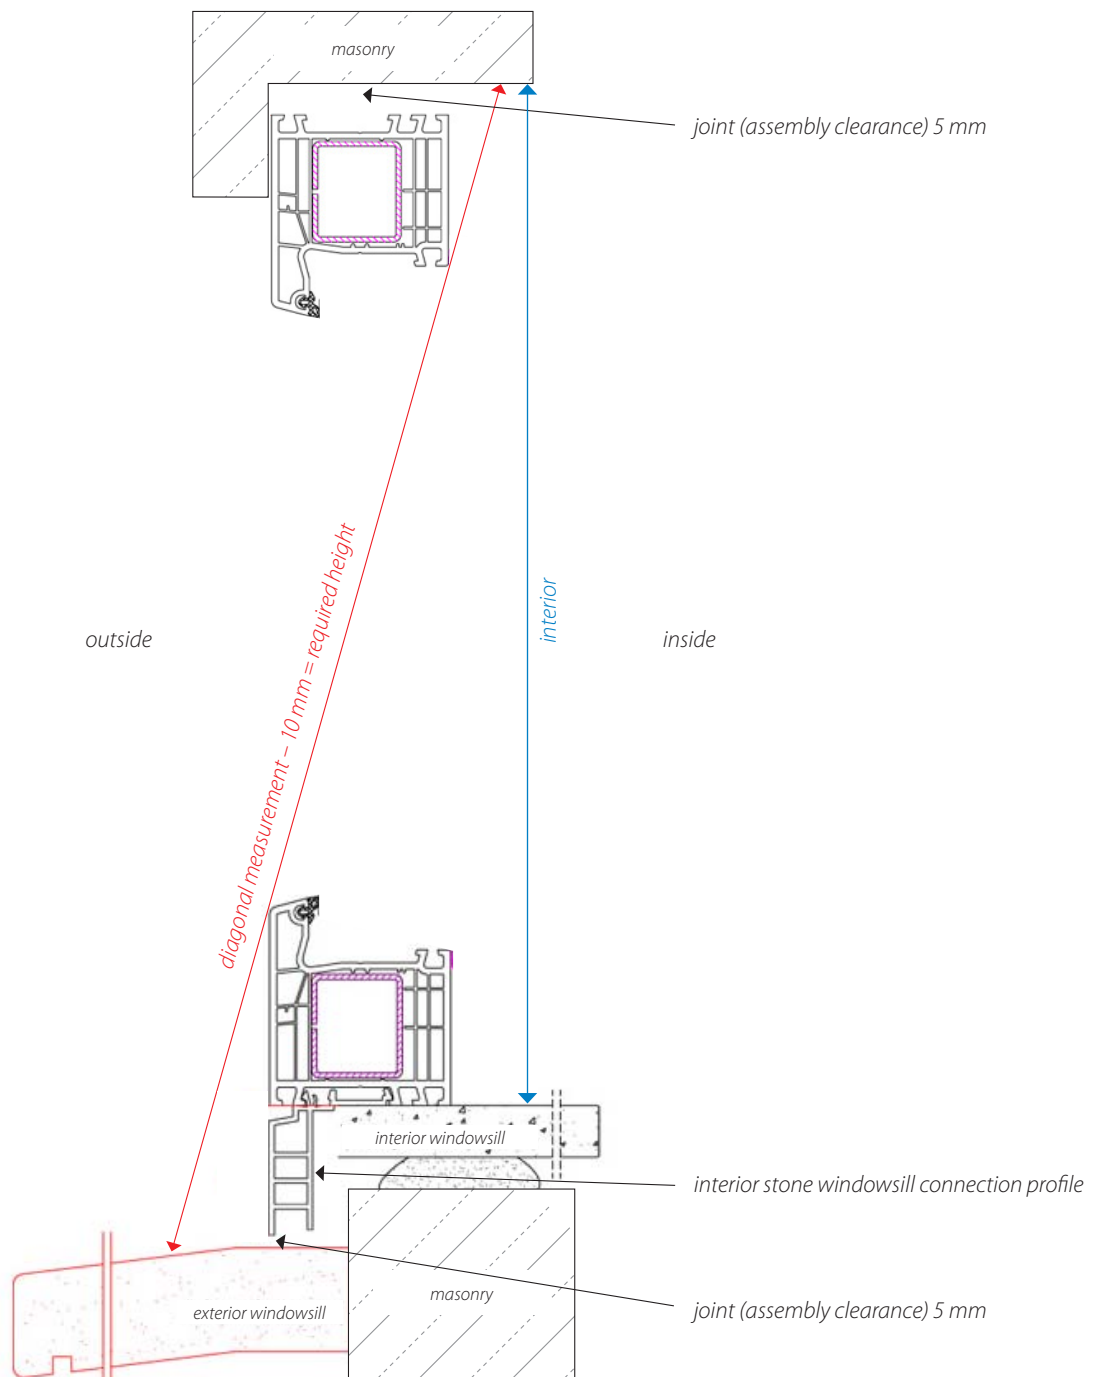 masonry
joint (assembly clearance) 5 mm
diagonal measurement – 10 mm = required height
interior
outside
inside
interior windowsill
interior stone windowsill connection profile
masonry
exterior windowsill
joint (assembly clearance) 5 mm